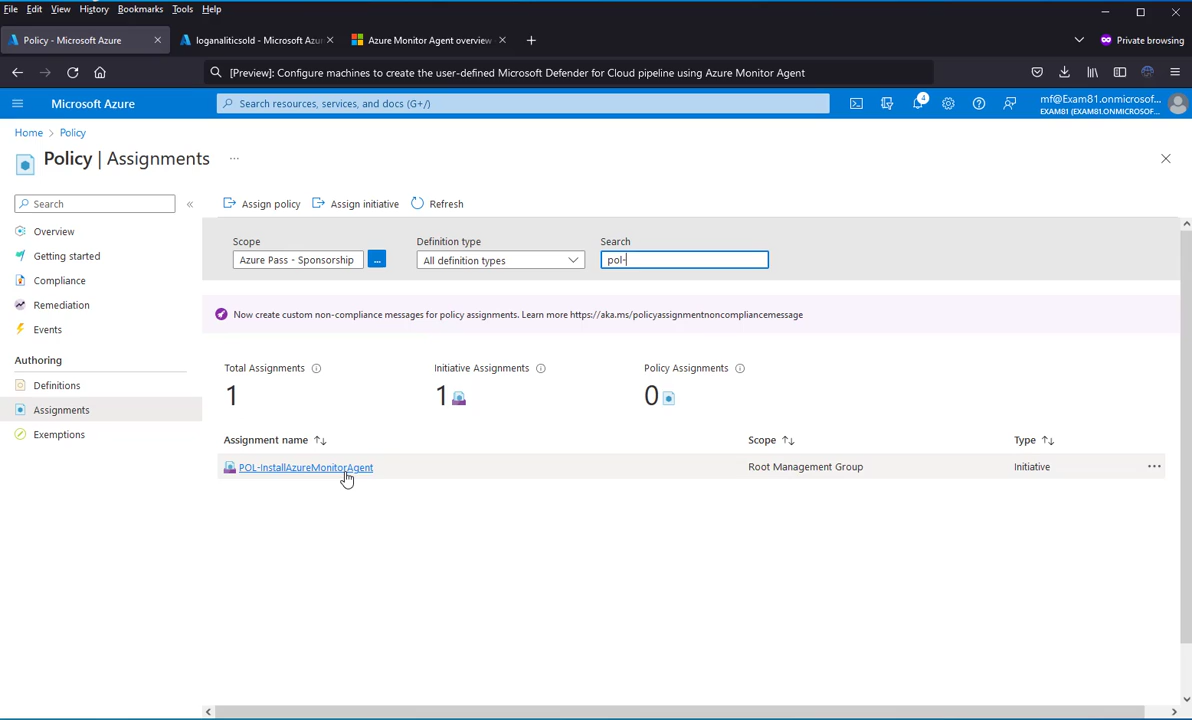 File Edit View History Bookmarks Tools Help
Policy - Microsoft Azure
loganaliticsold - Microsoft Azu
Azure Monitor Agent overview
Private browsing
[Preview]: Configure machines to create the user-defined Microsoft Defender for Cloud pipeline using Azure Monitor Agent
Microsoft Azure
Search resources, services, and docs (G+/)
4
mf@Exam81.onmicrosof...
EXAM81 (EXAM81.ONMICROSOF...
Home > Policy
Policy | Assignments ...
Search
«
Assign policy
Assign initiative
Refresh
Overview
Getting started
Compliance
Remediation
Events
Authoring
Definitions
Assignments
Exemptions
Scope
Definition type
Search
Azure Pass - Sponsorship
...
All definition types
pol-
Now create custom non-compliance messages for policy assignments. Learn more https://aka.ms/policyassignmentnoncompliancemessage
Total Assignments
Initiative Assignments
Policy Assignments
1
1
0
Assignment name
Scope
Type
POL-InstallAzureMonitorAgent
Root Management Group
Initiative
...